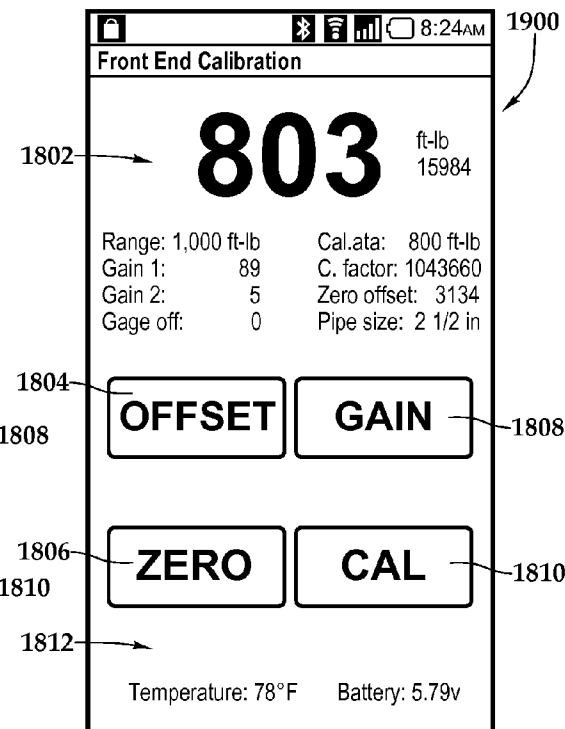 8:24AM
1900
Front End Calibration
1802
803
ft-lb
15984
Range: 1,000 ft-lb
Cal.ata: 800 ft-lb
Gain 1: 89
C. factor: 1043660
Gain 2: 5
Zero offset: 3134
Gage off: 0
Pipe size: 2 1/2 in
1804
OFFSET
GAIN
1808
1808
1806
ZERO
CAL
1810
1810
1812
Temperature: 78°F
Battery: 5.79v